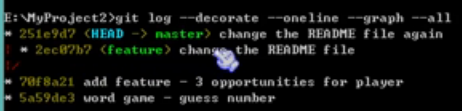 E:\MyProject2>git log --decorate --oneline --graph --all
* 251e9d7 (HEAD -> master) change the README file again
| * 2ec07b7 (feature) change the README file
|/
* 70f8a21 add feature - 3 opportunities for player
* 5a59de3 word game - guess number